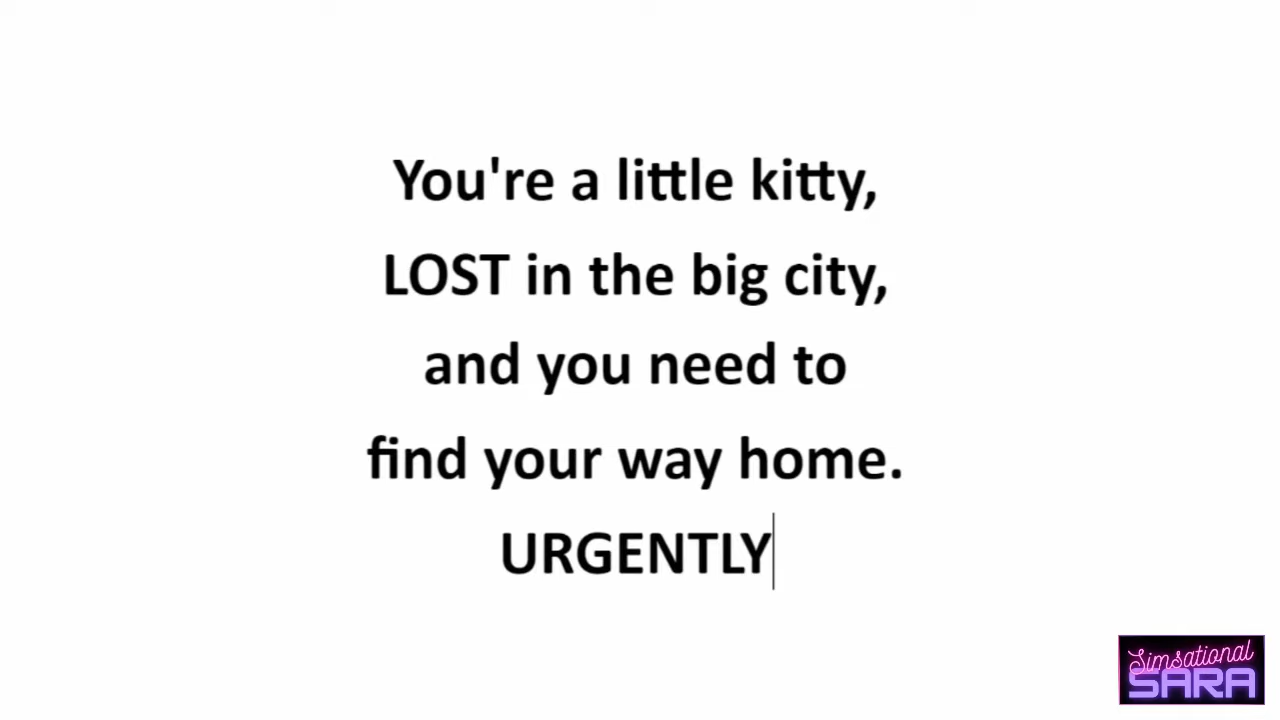 You're a little kitty,
LOST in the big city,
and you need to
find your way home.
URGENTLY
Simsational
SARA